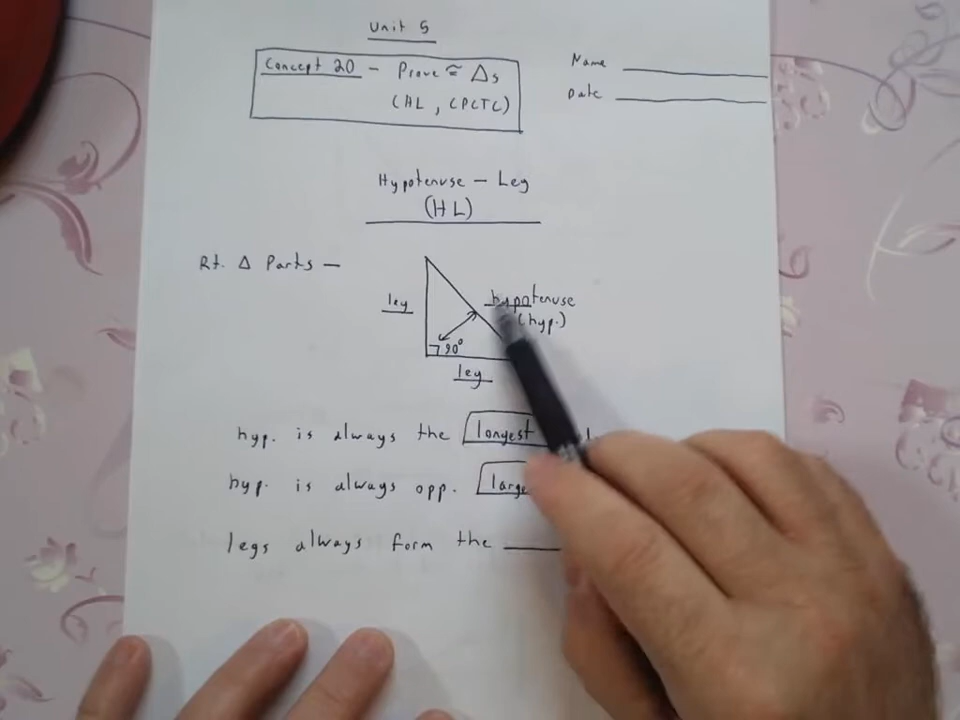 Unit 5
Concept 20 - Prove ≅ Δs
(HL, CPCTC)
Name
Date
Hypotenuse - Leg
(HL)
Rt. Δ Parts -
leg
hypotenuse
(hyp.)
90°
leg
hyp. is always the longest
hyp. is always opp.
legs always form the